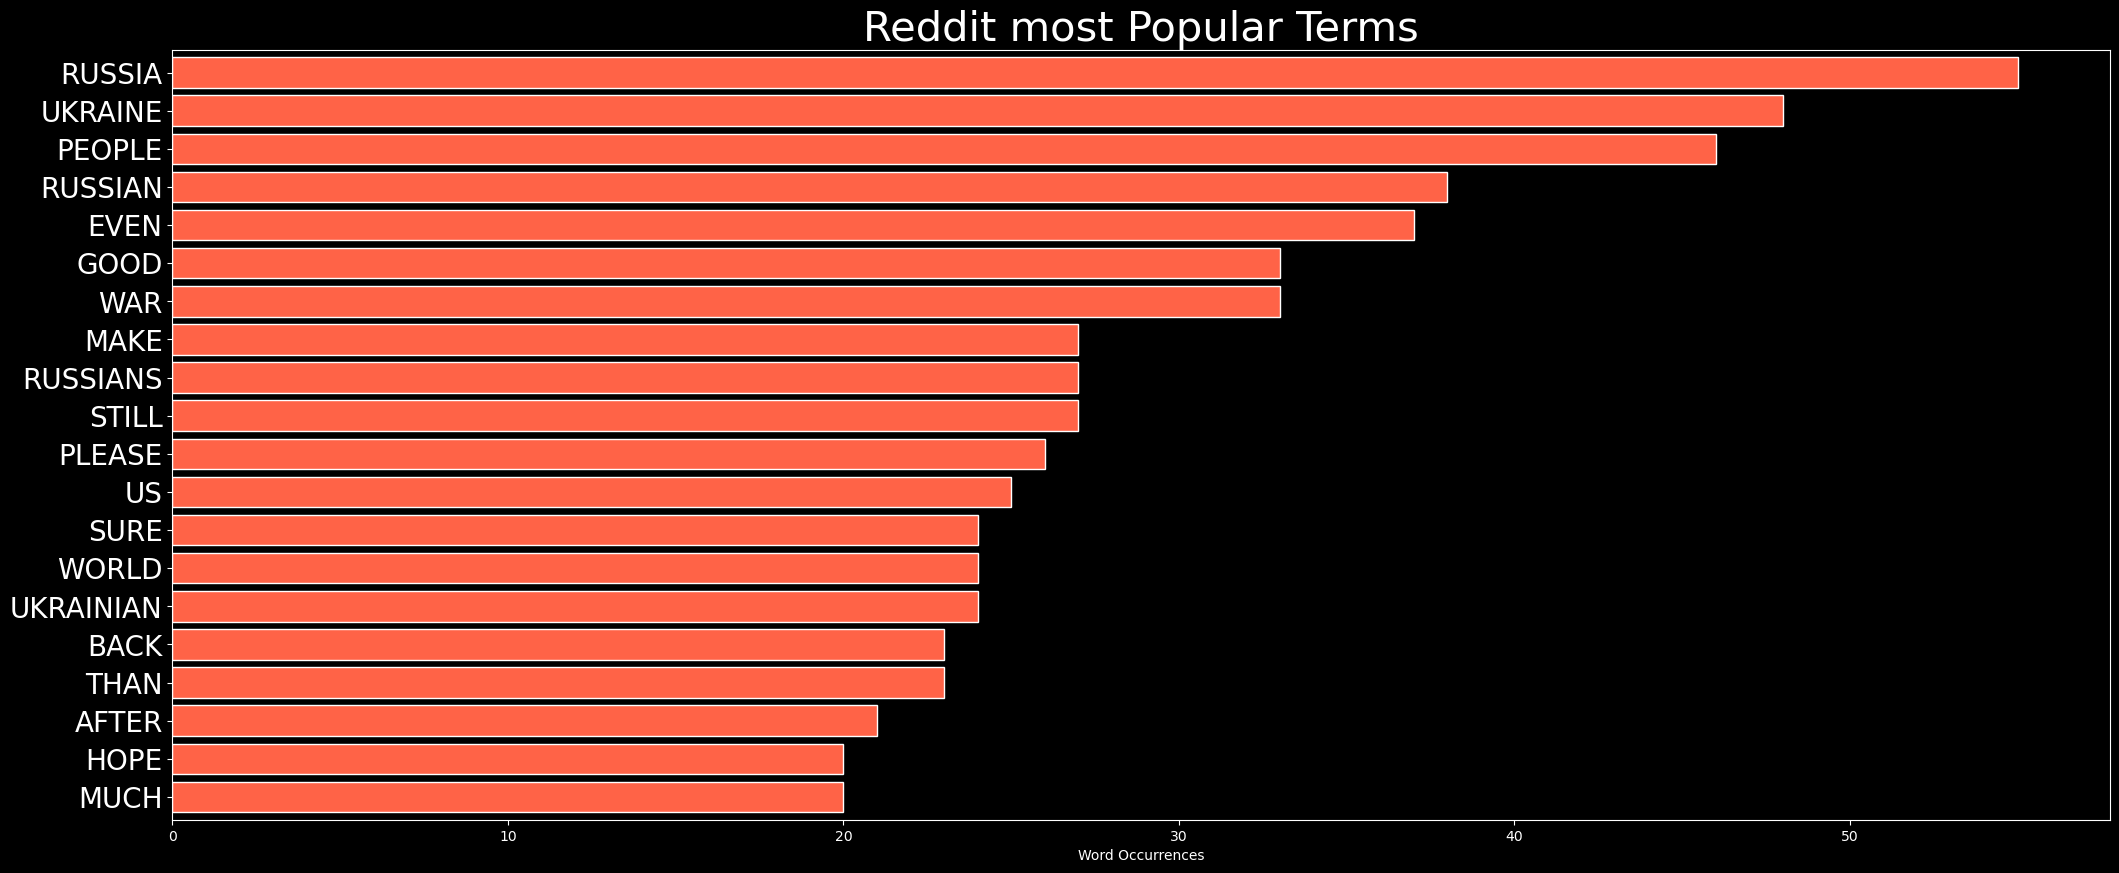 Reddit most Popular Terms
RUSSIA
UKRAINE
PEOPLE
RUSSIAN
EVEN
GOOD
WAR
MAKE
RUSSIANS
STILL
PLEASE
US
SURE
WORLD
UKRAINIAN
BACK
THAN
AFTER
HOPE
MUCH
0 10 20 30 40 50
Word Occurrences